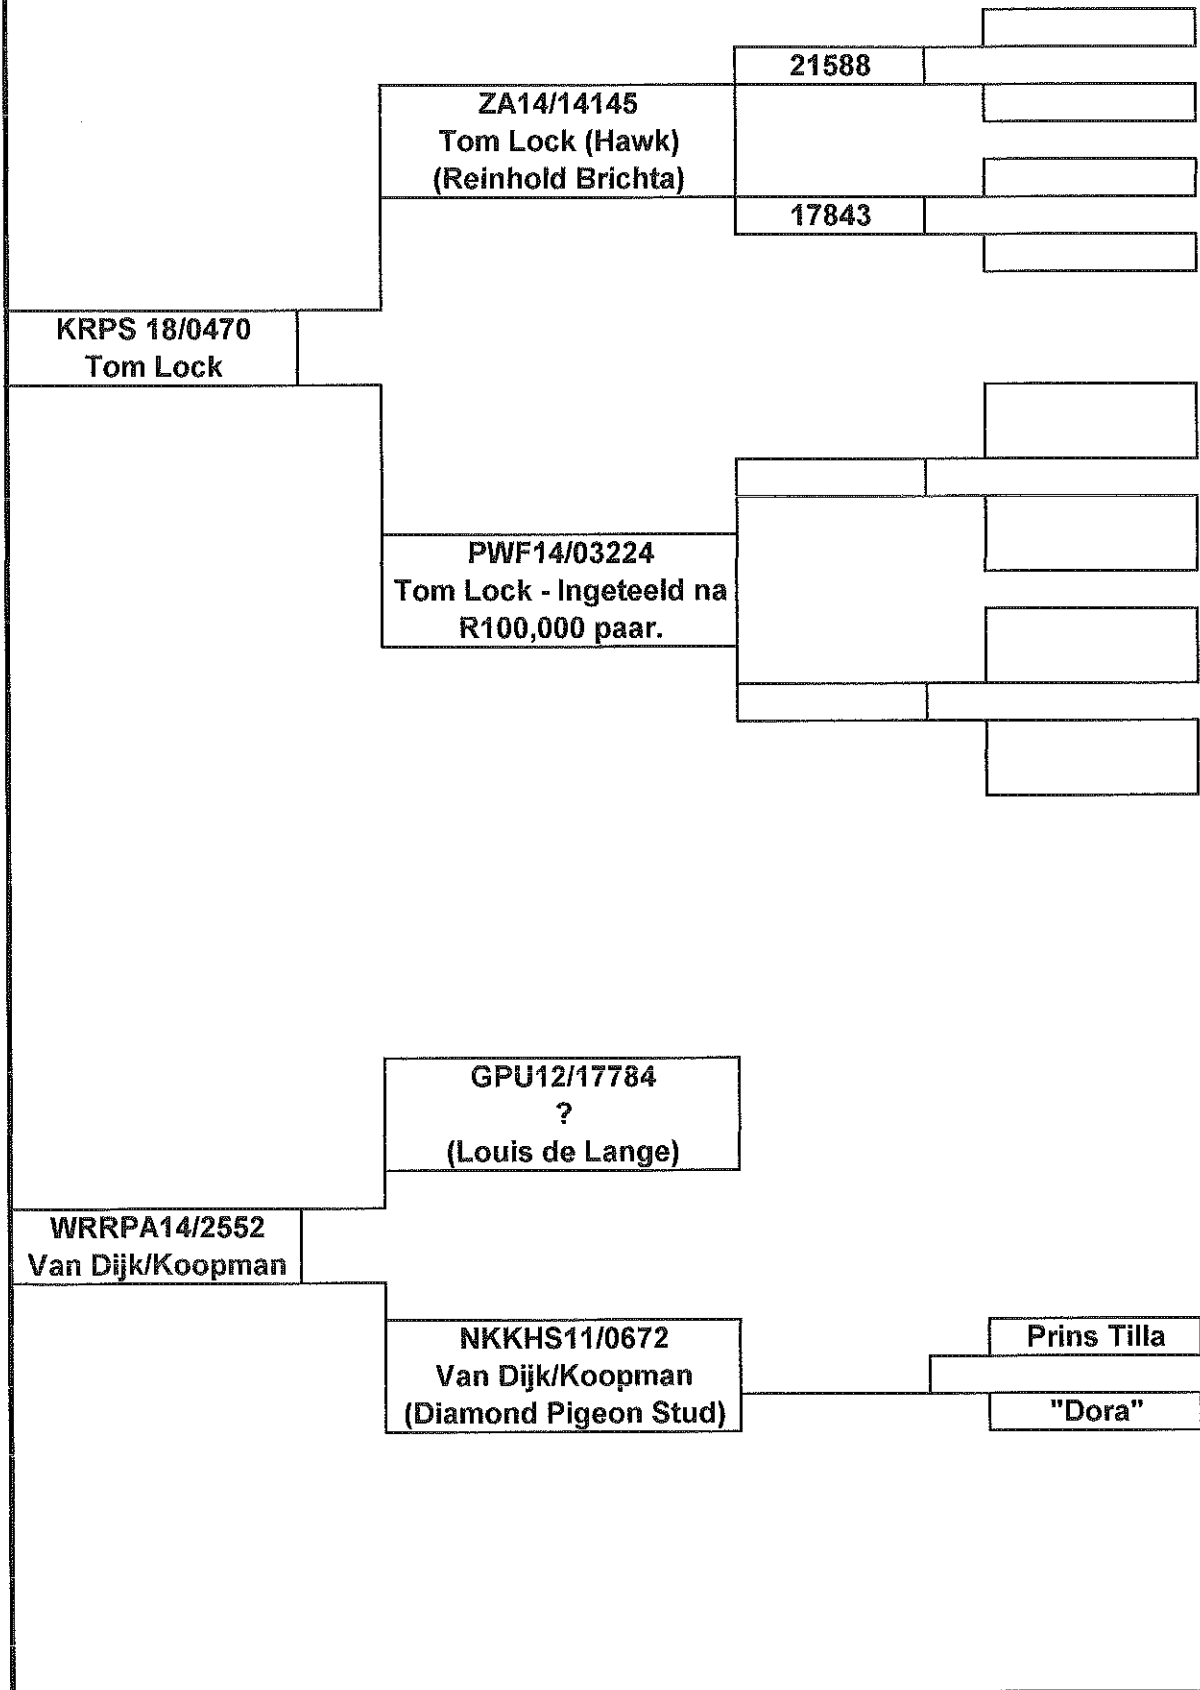 21588
ZA14/14145
Tom Lock (Hawk)
(Reinhold Brichta)
17843
KRPS 18/0470
Tom Lock
PWF14/03224
Tom Lock - Ingeteeld na
R100,000 paar.
GPU12/17784
?
(Louis de Lange)
WRRPA14/2552
Van Dijk/Koopman
NKKHS11/0672
Van Dijk/Koopman
(Diamond Pigeon Stud)
Prins Tilla
"Dora"